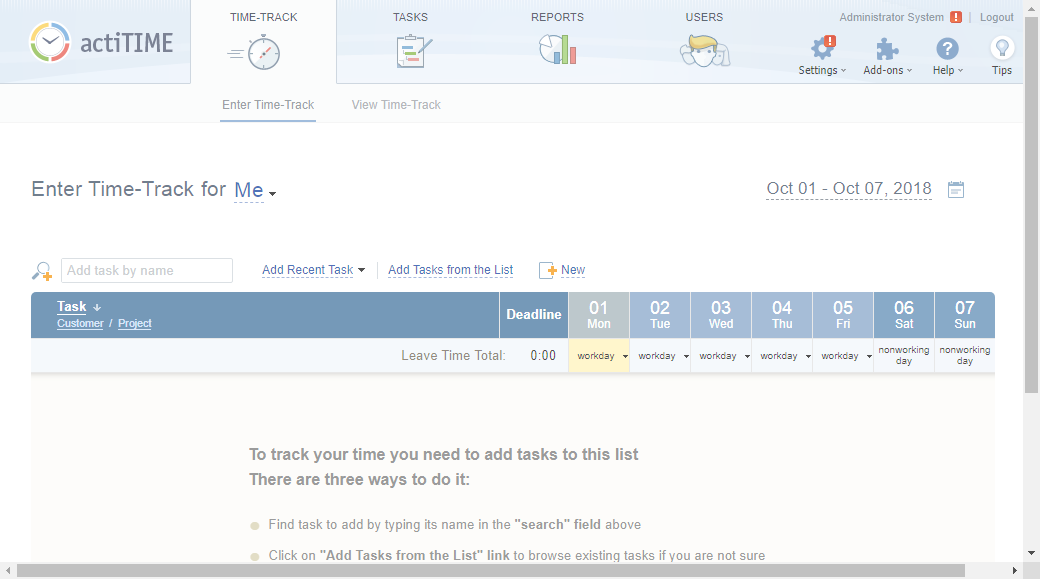 TIME-TRACK
TASKS
REPORTS
USERS
Administrator System ! | Logout
actiTIME
Settings
Add-ons
Help
Tips
Enter Time-Track
View Time-Track
Enter Time-Track for Me
Oct 01 - Oct 07, 2018
Add task by name
Add Recent Task
Add Tasks from the List
New
Task ↓
Customer / Project
Deadline
01 Mon
02 Tue
03 Wed
04 Thu
05 Fri
06 Sat
07 Sun
Leave Time Total: 0:00
workday
workday
workday
workday
workday
nonworking day
nonworking day
To track your time you need to add tasks to this list
There are three ways to do it:
Find task to add by typing its name in the "search" field above
Click on "Add Tasks from the List" link to browse existing tasks if you are not sure